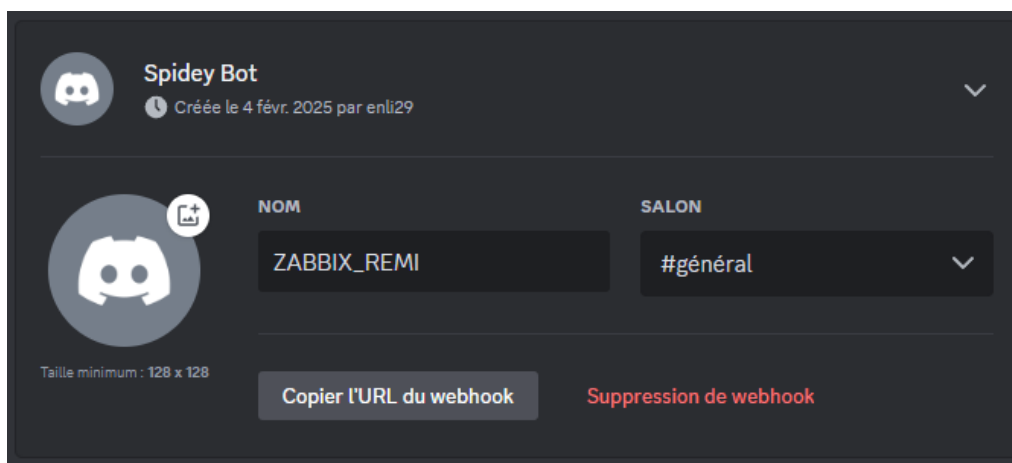 Spidey Bot
Créée le 4 févr. 2025 par enli29
NOM
SALON
ZABBIX_REMI
#général
Taille minimum : 128 x 128
Copier l'URL du webhook
Suppression de webhook